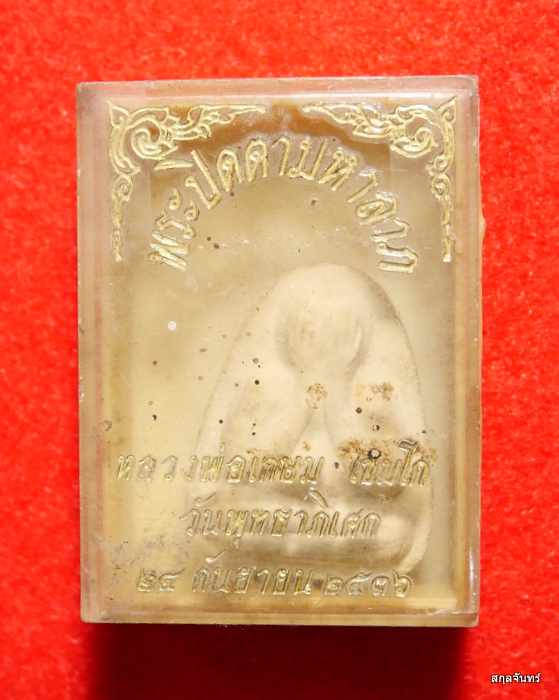 พระปิดตามหาลาภ
หลวงพ่อเกษม เขมโก
วันพุทธาภิเศก
๒๔ กันยายน ๒๕๓๖
สกุลจันทร์